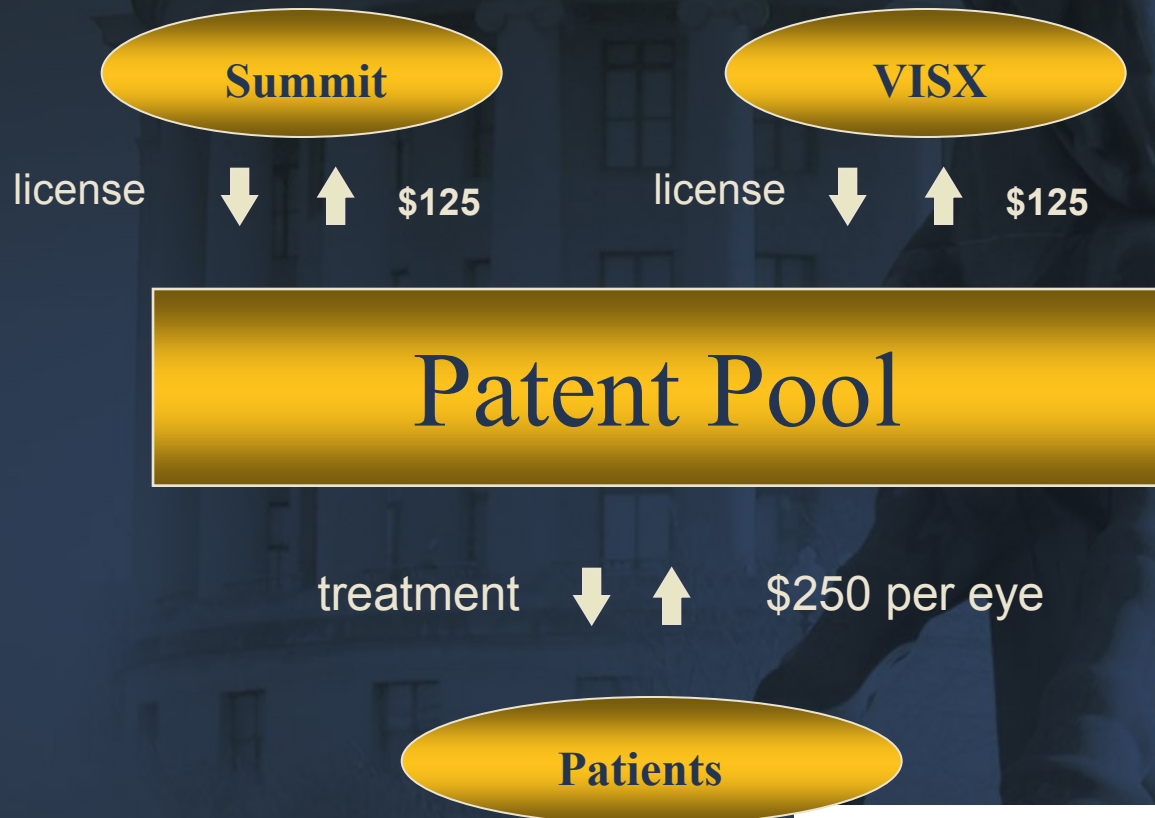 Summit
VISX
license
$125
license
$125
Patent Pool
treatment
$250 per eye
Patients